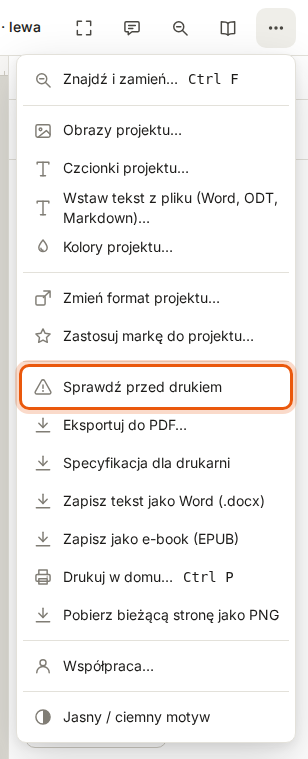 · lewa
Znajdź i zamień... Ctrl F
Obrazy projektu...
Czcionki projektu...
Wstaw tekst z pliku (Word, ODT,
Markdown)...
Kolory projektu...
Zmień format projektu...
Zastosuj markę do projektu...
Sprawdź przed drukiem
Eksportuj do PDF...
Specyfikacja dla drukarni
Zapisz tekst jako Word (.docx)
Zapisz jako e-book (EPUB)
Drukuj w domu... Ctrl P
Pobierz bieżącą stronę jako PNG
Współpraca...
Jasny / ciemny motyw